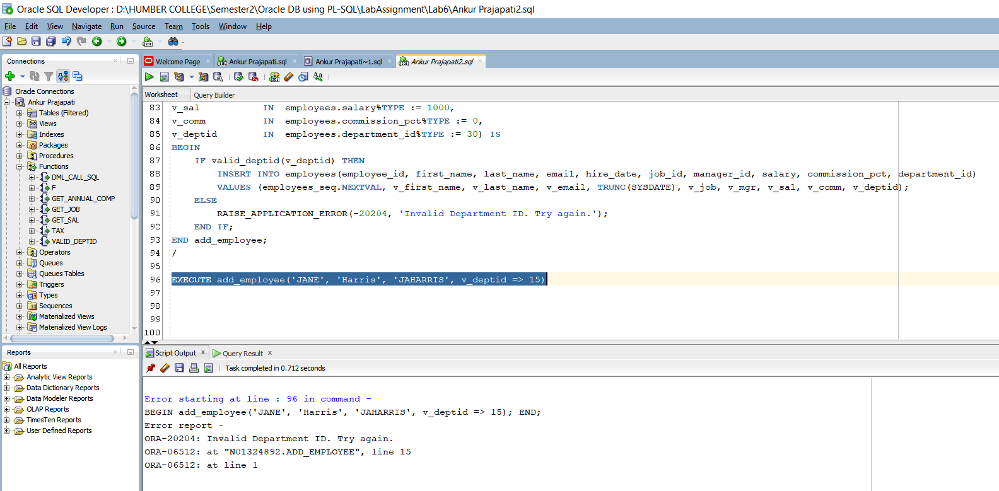 Oracle SQL Developer : D:\HUMBER COLLEGE\Semester2\Oracle DB using PL-SQL\LabAssignment\Lab6\Ankur Prajapati2.sql
File Edit View Navigate Run Source Team Tools Window Help
Connections
Oracle Connections
Ankur Prajapati
Tables (Filtered)
Views
Indexes
Packages
Procedures
Functions
DML_CALL_SQL
F
GET_ANNUAL_COMP
GET_JOB
GET_SAL
TAX
VALID_DEPTID
Operators
Queues
Queues Tables
Triggers
Types
Sequences
Materialized Views
Materialized View Logs
Reports
All Reports
Analytic View Reports
Data Dictionary Reports
Data Modeler Reports
OLAP Reports
TimesTen Reports
User Defined Reports
Welcome Page Ankur Prajapati.sql Ankur Prajapati~1.sql Ankur Prajapati2.sql
Worksheet Query Builder
83 v_sal IN employees.salary%TYPE := 1000,
84 v_comm IN employees.commission_pct%TYPE := 0,
85 v_deptid IN employees.department_id%TYPE := 30) IS
86 BEGIN
87 IF valid_deptid(v_deptid) THEN
88 INSERT INTO employees(employee_id, first_name, last_name, email, hire_date, job_id, manager_id, salary, commission_pct, department_id)
89 VALUES (employees_seq.NEXTVAL, v_first_name, v_last_name, v_email, TRUNC(SYSDATE), v_job, v_mgr, v_sal, v_comm, v_deptid);
90 ELSE
91 RAISE_APPLICATION_ERROR(-20204, 'Invalid Department ID. Try again.');
92 END IF;
93 END add_employee;
94 /
95
96 EXECUTE add_employee('JANE', 'Harris', 'JAHARRIS', v_deptid => 15)
97
98
99
100
Script Output x Query Result x
Task completed in 0.712 seconds
Error starting at line : 96 in command -
BEGIN add_employee('JANE', 'Harris', 'JAHARRIS', v_deptid => 15); END;
Error report -
ORA-20204: Invalid Department ID. Try again.
ORA-06512: at "N01324892.ADD_EMPLOYEE", line 15
ORA-06512: at line 1